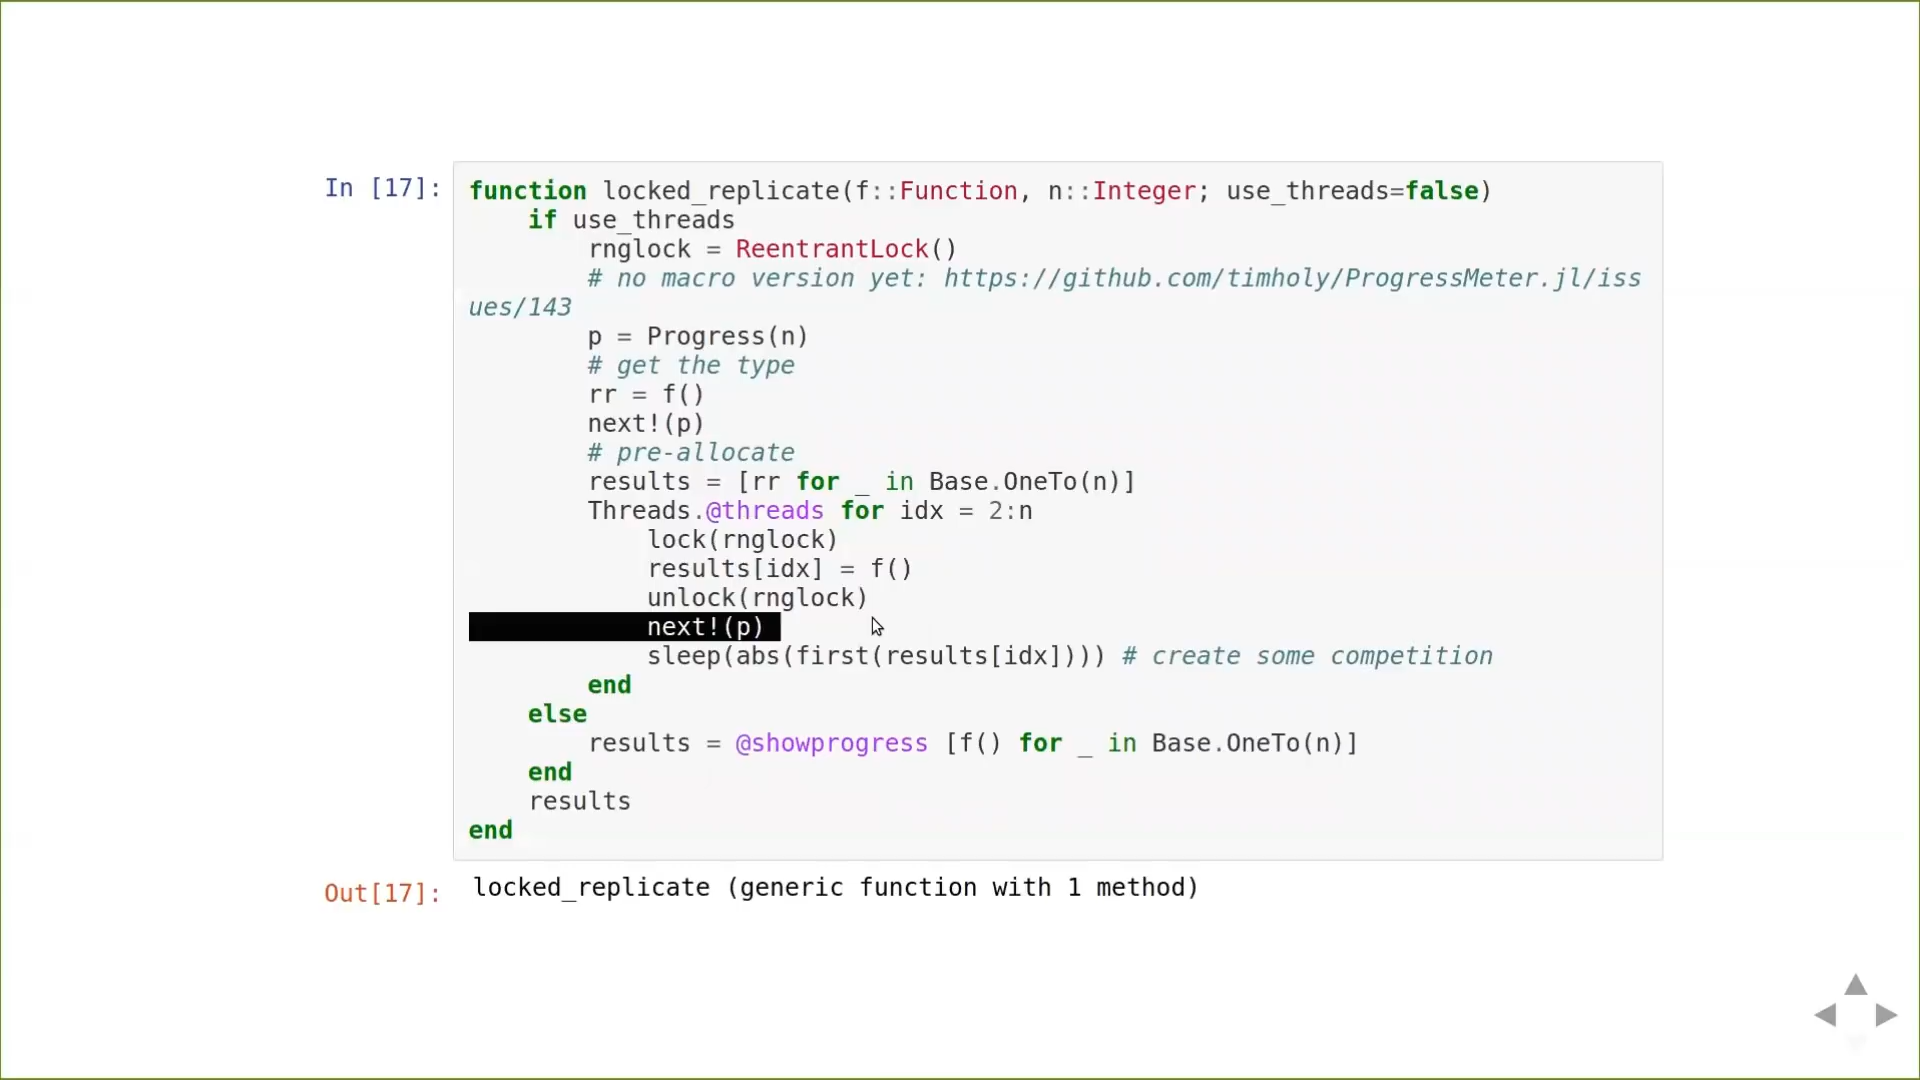 In [17]:
function locked_replicate(f::Function, n::Integer; use_threads=false)
    if use_threads
        rnglock = ReentrantLock()
        # no macro version yet: https://github.com/timholy/ProgressMeter.jl/iss
ues/143
        p = Progress(n)
        # get the type
        rr = f()
        next!(p)
        # pre-allocate
        results = [rr for _ in Base.OneTo(n)]
        Threads.@threads for idx = 2:n
            lock(rnglock)
            results[idx] = f()
            unlock(rnglock)
            next!(p)
            sleep(abs(first(results[idx]))) # create some competition
        end
    else
        results = @showprogress [f() for _ in Base.OneTo(n)]
    end
    results
end
Out[17]:
locked_replicate (generic function with 1 method)